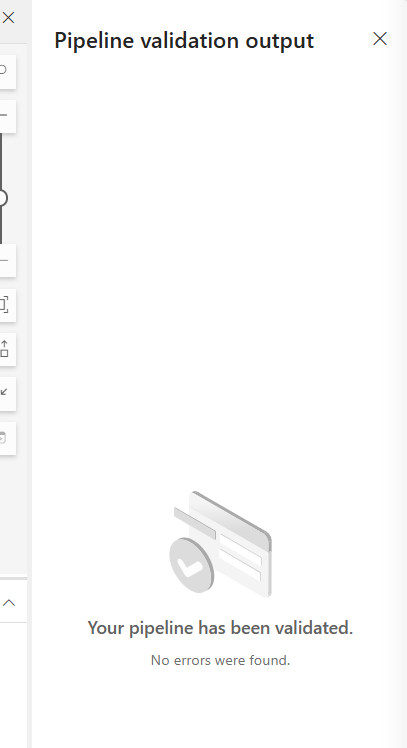 Pipeline validation output
Your pipeline has been validated.
No errors were found.